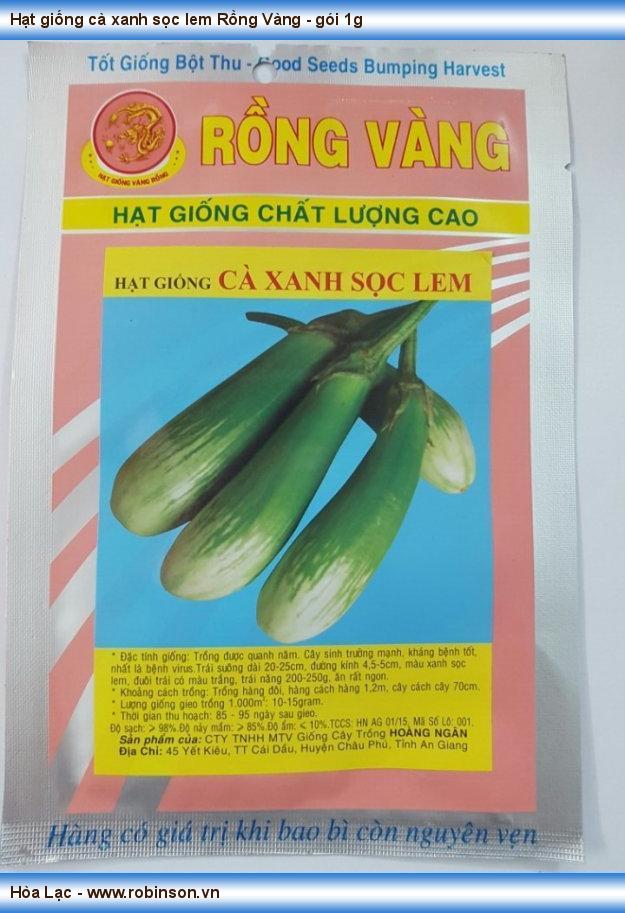 Hạt giống cà xanh sọc lem Rồng Vàng - gói 1g
Tốt Giống Bột Thu - Good Seeds Bumping Harvest
RỒNG VÀNG
HẠT GIỐNG VÀNG RỒNG
HẠT GIỐNG CHẤT LƯỢNG CAO
HẠT GIỐNG CÀ XANH SỌC LEM
* Đặc tính giống: Trồng được quanh năm. Cây sinh trưởng mạnh, kháng bệnh tốt,
nhất là bệnh virus.Trái suông dài 20-25cm, đường kính 4,5-5cm, màu xanh sọc
lem, đuôi trái có màu trắng, trái nặng 200-250g, ăn rất ngon.
* Khoảng cách trồng: Trồng hàng đôi, hàng cách hàng 1,2m, cây cách cây 70cm.
* Lượng giống gieo trồng 1.000m²: 10-15gram.
* Thời gian thu hoạch: 85 - 95 ngày sau gieo.
Độ sạch: > 98%.Độ nảy mầm: > 85%.Độ ẩm: < 10%.TCCS: HN AG 01/15, Mã Số Lô: 001.
Sản phẩm của: CTY TNHH MTV Giống Cây Trồng HOÀNG NGÂN
Địa Chỉ: 45 Yết Kiêu, TT Cái Dầu, Huyện Châu Phú, Tỉnh An Giang
Hàng có giá trị khi bao bì còn nguyên vẹn
Hòa Lạc - www.robinson.vn